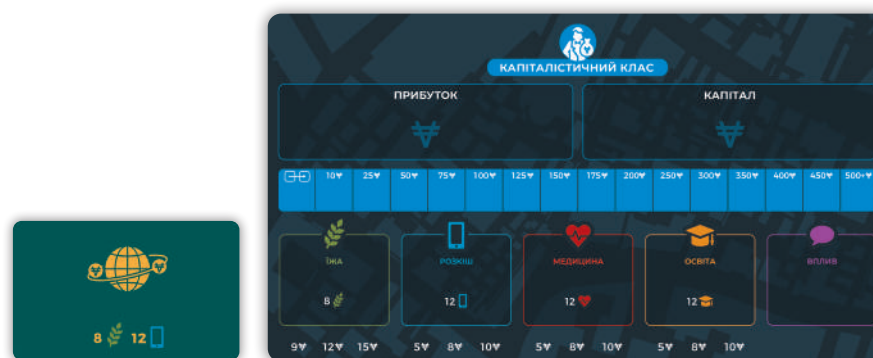 КАПІТАЛІСТИЧНИЙ КЛАС
ПРИБУТОК КАПІТАЛ
10₩ 25₩ 50₩ 75₩ 100₩ 125₩ 150₩ 175₩ 200₩ 250₩ 300₩ 350₩ 400₩ 450₩ 500+₩
ЇЖА РОЗКІШ МЕДИЦИНА ОСВІТА ВПЛИВ
8 12 12 12
8 12
9₩ 12₩ 15₩ 5₩ 8₩ 10₩ 5₩ 8₩ 10₩ 5₩ 8₩ 10₩